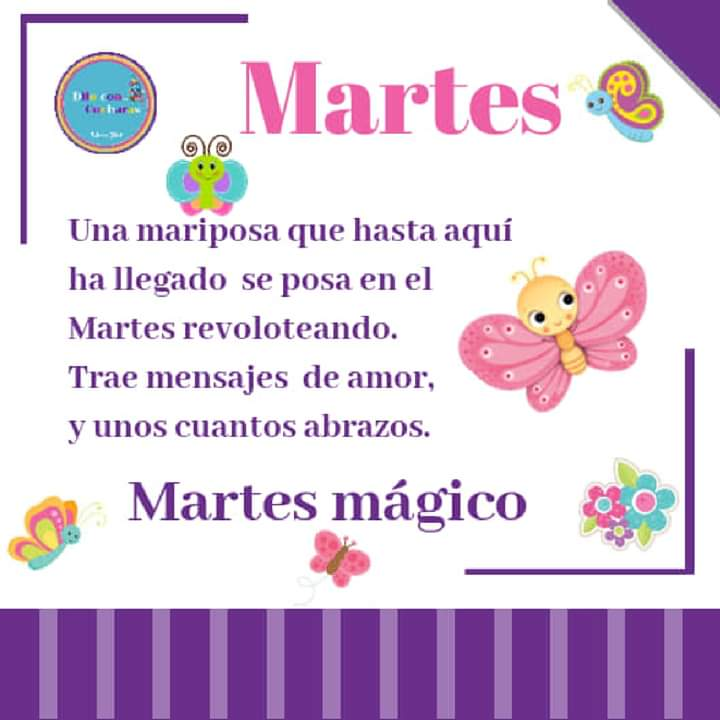 Martes
Una mariposa que hasta aquí
ha llegado se posa en el
Martes revoloteando.
Trae mensajes de amor,
y unos cuantos abrazos.
Martes mágico